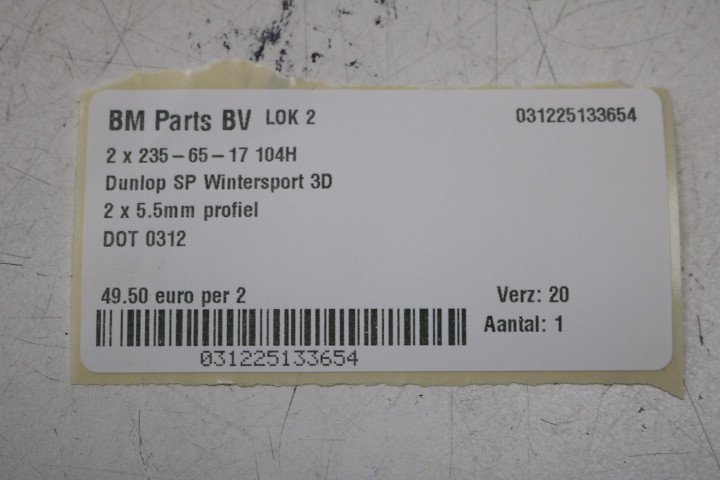 BM Parts BV LOK 2 031225133654
2 x 235-65-17 104H
Dunlop SP Wintersport 3D
2 x 5.5mm profiel
DOT 0312
49.50 euro per 2 Verz: 20
Aantal: 1
031225133654